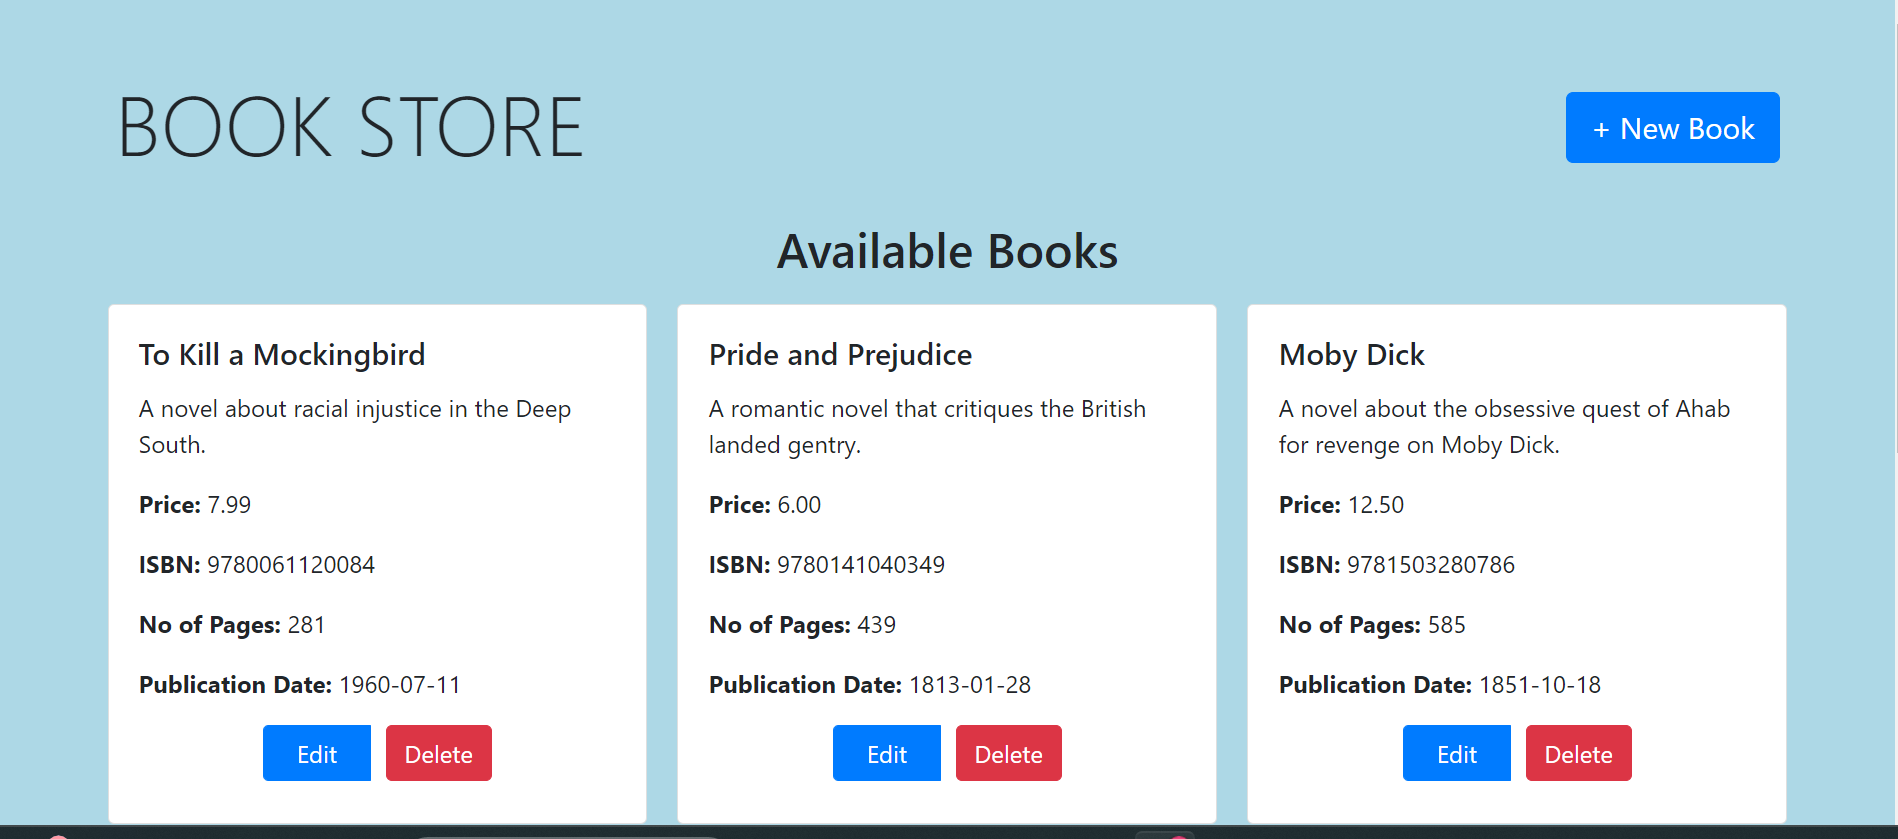 BOOK STORE
+ New Book
Available Books
To Kill a Mockingbird
A novel about racial injustice in the Deep
South.
Price: 7.99
ISBN: 9780061120084
No of Pages: 281
Publication Date: 1960-07-11
Edit
Delete
Pride and Prejudice
A romantic novel that critiques the British
landed gentry.
Price: 6.00
ISBN: 9780141040349
No of Pages: 439
Publication Date: 1813-01-28
Edit
Delete
Moby Dick
A novel about the obsessive quest of Ahab
for revenge on Moby Dick.
Price: 12.50
ISBN: 9781503280786
No of Pages: 585
Publication Date: 1851-10-18
Edit
Delete